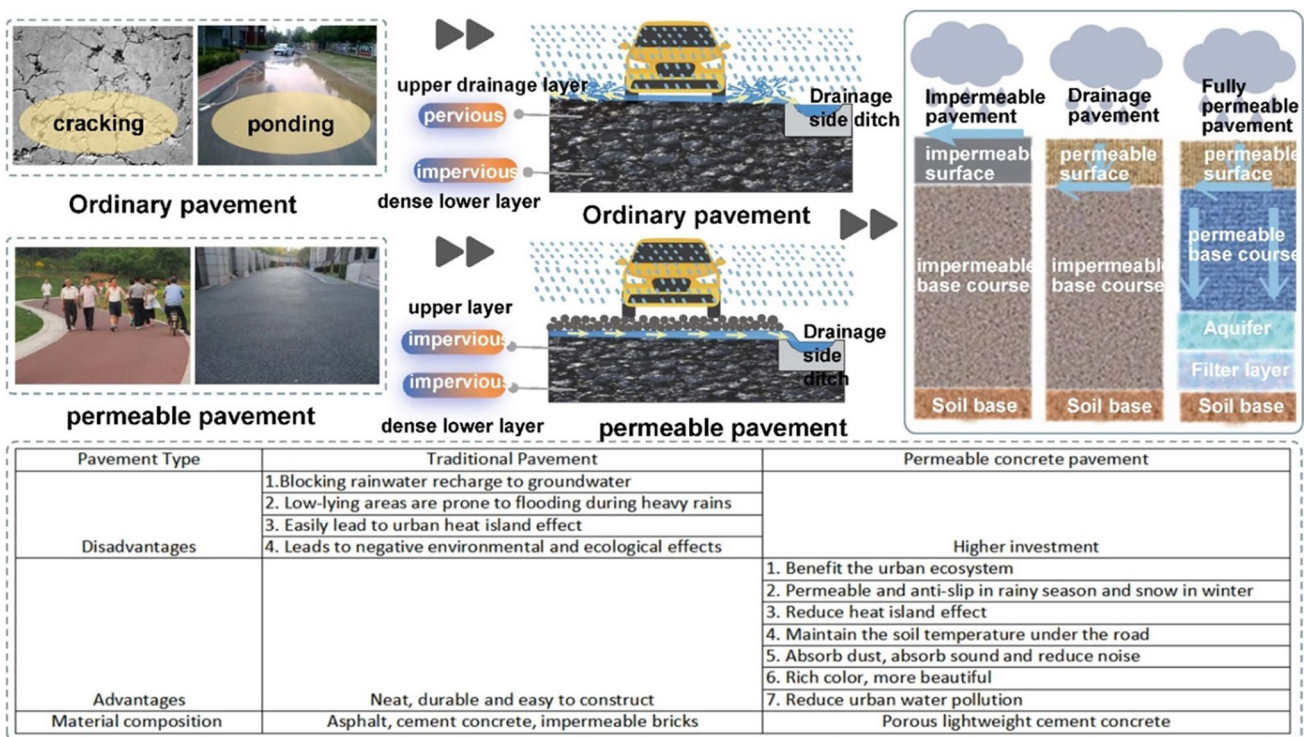 cracking
ponding
Ordinary pavement
upper drainage layer
pervious
impervious
dense lower layer
Drainage
side ditch
Ordinary pavement
permeable pavement
upper layer
impervious
impervious
dense lower layer
Drainage
side
ditch
permeable pavement
Impermeable
pavement
impermeab
surface
impermeable
base course
Soil base
Drainage
pavement
permeable
surface
impermeable
base course
Soil base
Fully
permeable
pavement
permeable
surface
permeable
base course
Aquifer
Filter layer
Soil base
Pavement Type
Traditional Pavement
Permeable concrete pavement
Disadvantages
1.Blocking rainwater recharge to groundwater
2. Low-lying areas are prone to flooding during heavy rains
3. Easily lead to urban heat island effect
4. Leads to negative environmental and ecological effects
Higher investment
Advantages
Neat, durable and easy to construct
1. Benefit the urban ecosystem
2. Permeable and anti-slip in rainy season and snow in winter
3. Reduce heat island effect
4. Maintain the soil temperature under the road
5. Absorb dust, absorb sound and reduce noise
6. Rich color, more beautiful
7. Reduce urban water pollution
Material composition
Asphalt, cement concrete, impermeable bricks
Porous lightweight cement concrete